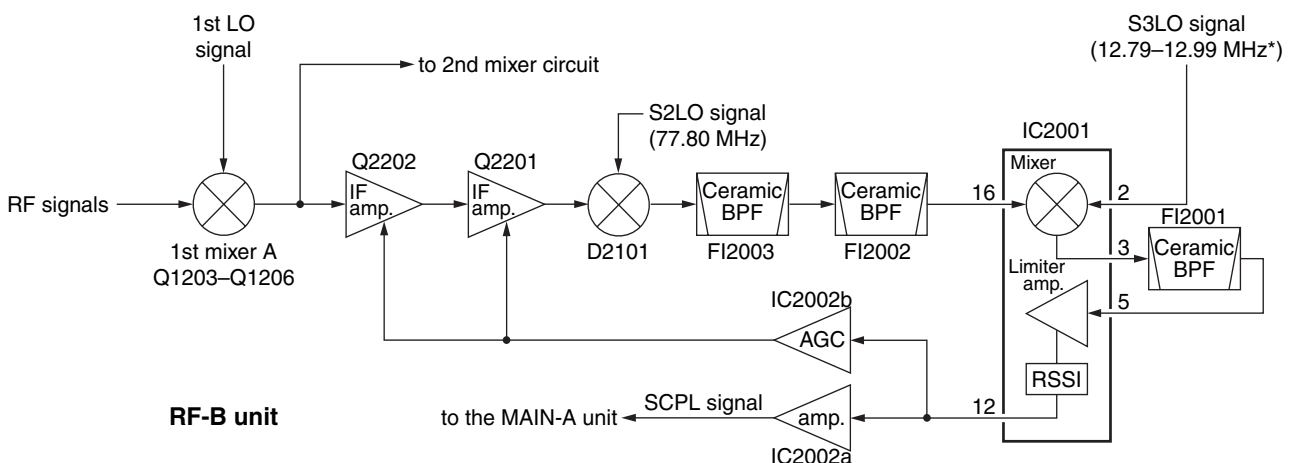 1st LO
signal
S3LO signal
(12.79–12.99 MHz*)
to 2nd mixer circuit
S2LO signal
(77.80 MHz)
IC2001
Q2202
Q2201
Mixer
RF signals
IF
amp.
IF
amp.
Ceramic
BPF
Ceramic
BPF
16
2
1st mixer A
Q1203–Q1206
D2101
FI2003
FI2002
FI2001
3
Ceramic
BPF
Limiter
amp.
5
IC2002b
AGC
RSSI
RF-B unit
to the MAIN-A unit
SCPL signal
amp.
12
IC2002a